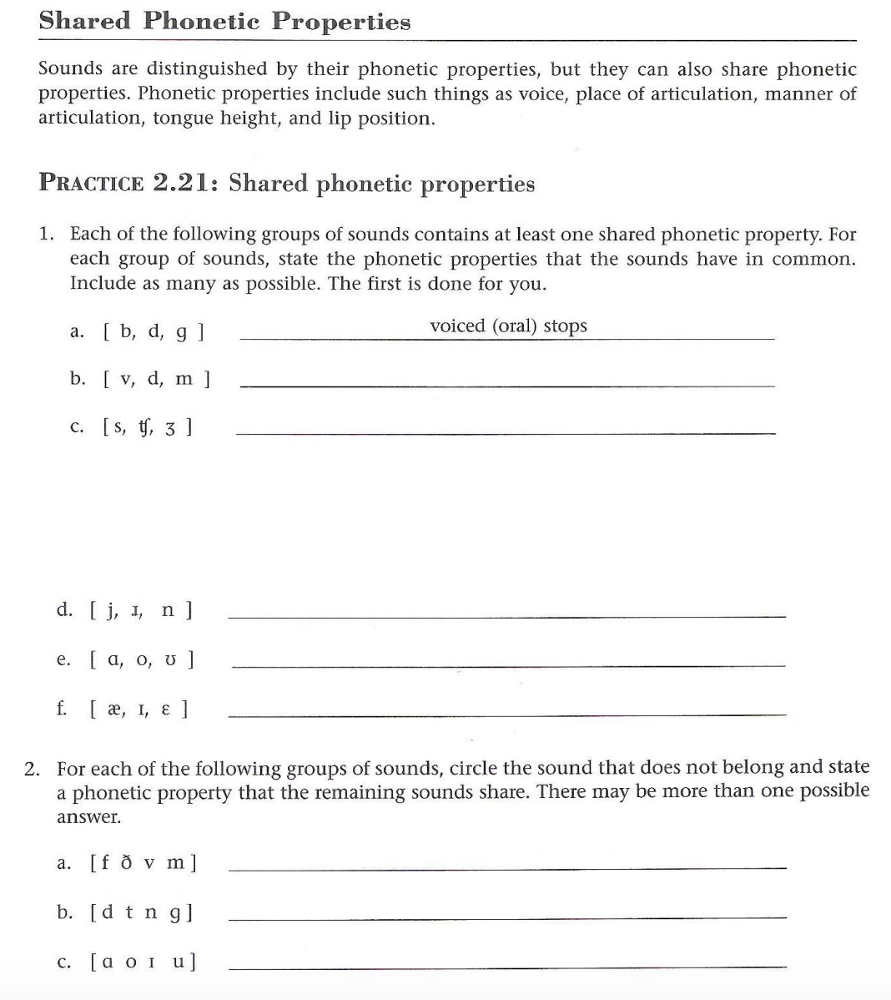 Shared Phonetic Properties
Sounds are distinguished by their phonetic properties, but they can also share phonetic
properties. Phonetic properties include such things as voice, place of articulation, manner of
articulation, tongue height, and lip position.
PRACTICE 2.21: Shared phonetic properties
1. Each of the following groups of sounds contains at least one shared phonetic property. For
each group of sounds, state the phonetic properties that the sounds have in common.
Include as many as possible. The first is done for you.
a. [ b, d, g ] voiced (oral) stops
b. [ v, d, m ]
c. [ s, ʧ, ʒ ]
d. [ j, ɹ, n ]
e. [ ɑ, o, ʊ ]
f. [ æ, ɪ, ɛ ]
2. For each of the following groups of sounds, circle the sound that does not belong and state
a phonetic property that the remaining sounds share. There may be more than one possible
answer.
a. [f ð v m]
b. [d t n g]
c. [ɑ o ɪ u]